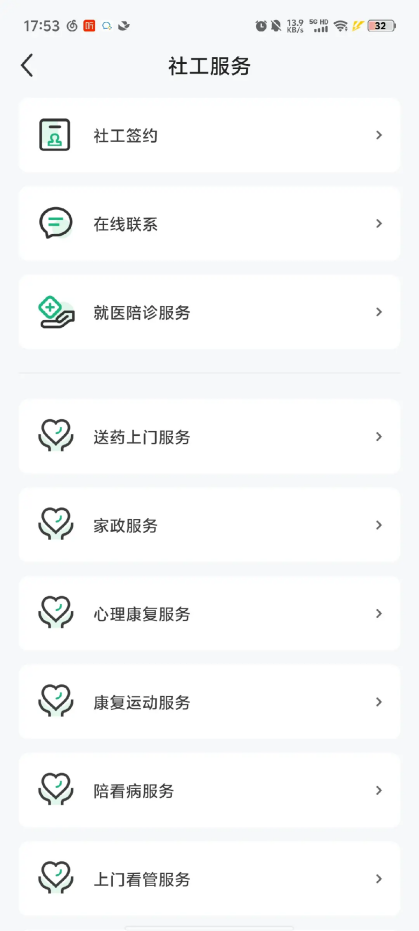 17:53
听
13.9
KB/s
5G HD
32
社工服务
社工签约
在线联系
就医陪诊服务
送药上门服务
家政服务
心理康复服务
康复运动服务
陪看病服务
上门看管服务